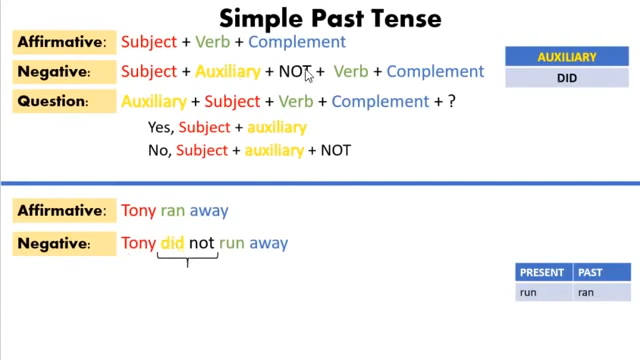 Simple Past Tense
Affirmative: Subject + Verb + Complement
Negative: Subject + Auxiliary + NOT + Verb + Complement
Question: Auxiliary + Subject + Verb + Complement + ?
Yes, Subject + auxiliary
No, Subject + auxiliary + NOT
AUXILIARY
DID
Affirmative: Tony ran away
Negative: Tony did not run away
PRESENT PAST
run ran